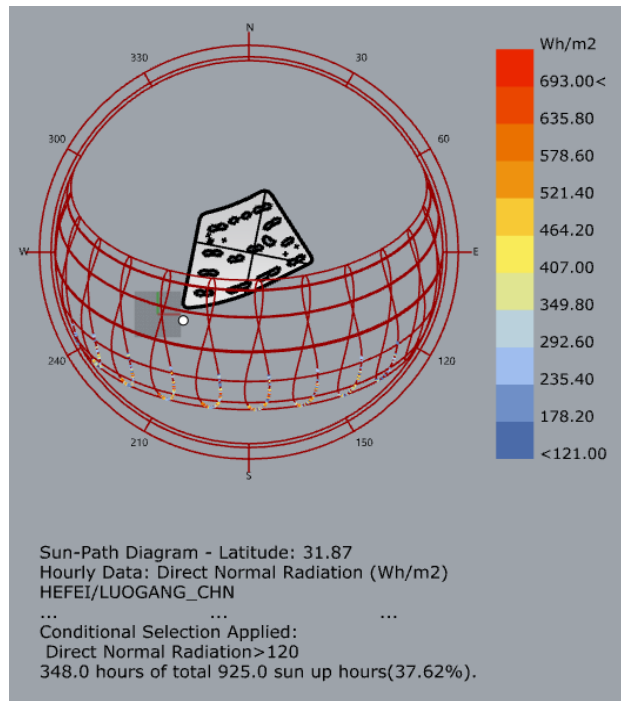 N
Wh/m2
330
30
693.00<
635.80
300
60
578.60
521.40
464.20
W
E
407.00
349.80
292.60
240
120
235.40
178.20
210
150
<121.00
S
Sun-Path Diagram - Latitude: 31.87
Hourly Data: Direct Normal Radiation (Wh/m2)
HEFEI/LUOGANG_CHN
... ... ...
Conditional Selection Applied:
Direct Normal Radiation>120
348.0 hours of total 925.0 sun up hours(37.62%).